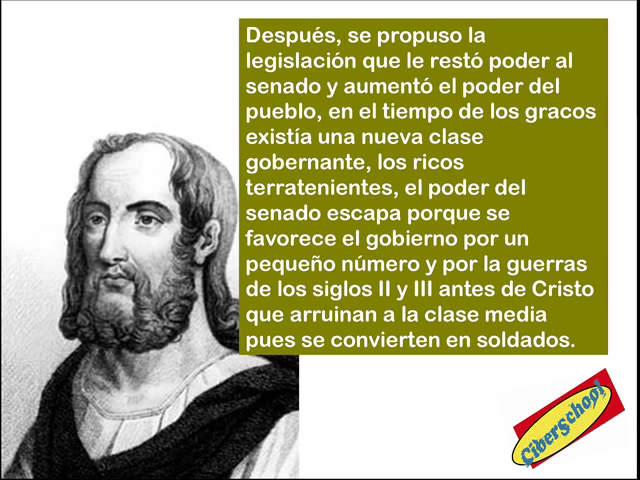 Después, se propuso la
legislación que le restó poder al
senado y aumentó el poder del
pueblo, en el tiempo de los gracos
existía una nueva clase
gobernante, los ricos
terratenientes, el poder del
senado escapa porque se
favorece el gobierno por un
pequeño número y por la guerras
de los siglos II y III antes de Cristo
que arruinan a la clase media
pues se convierten en soldados.
CiberSchool